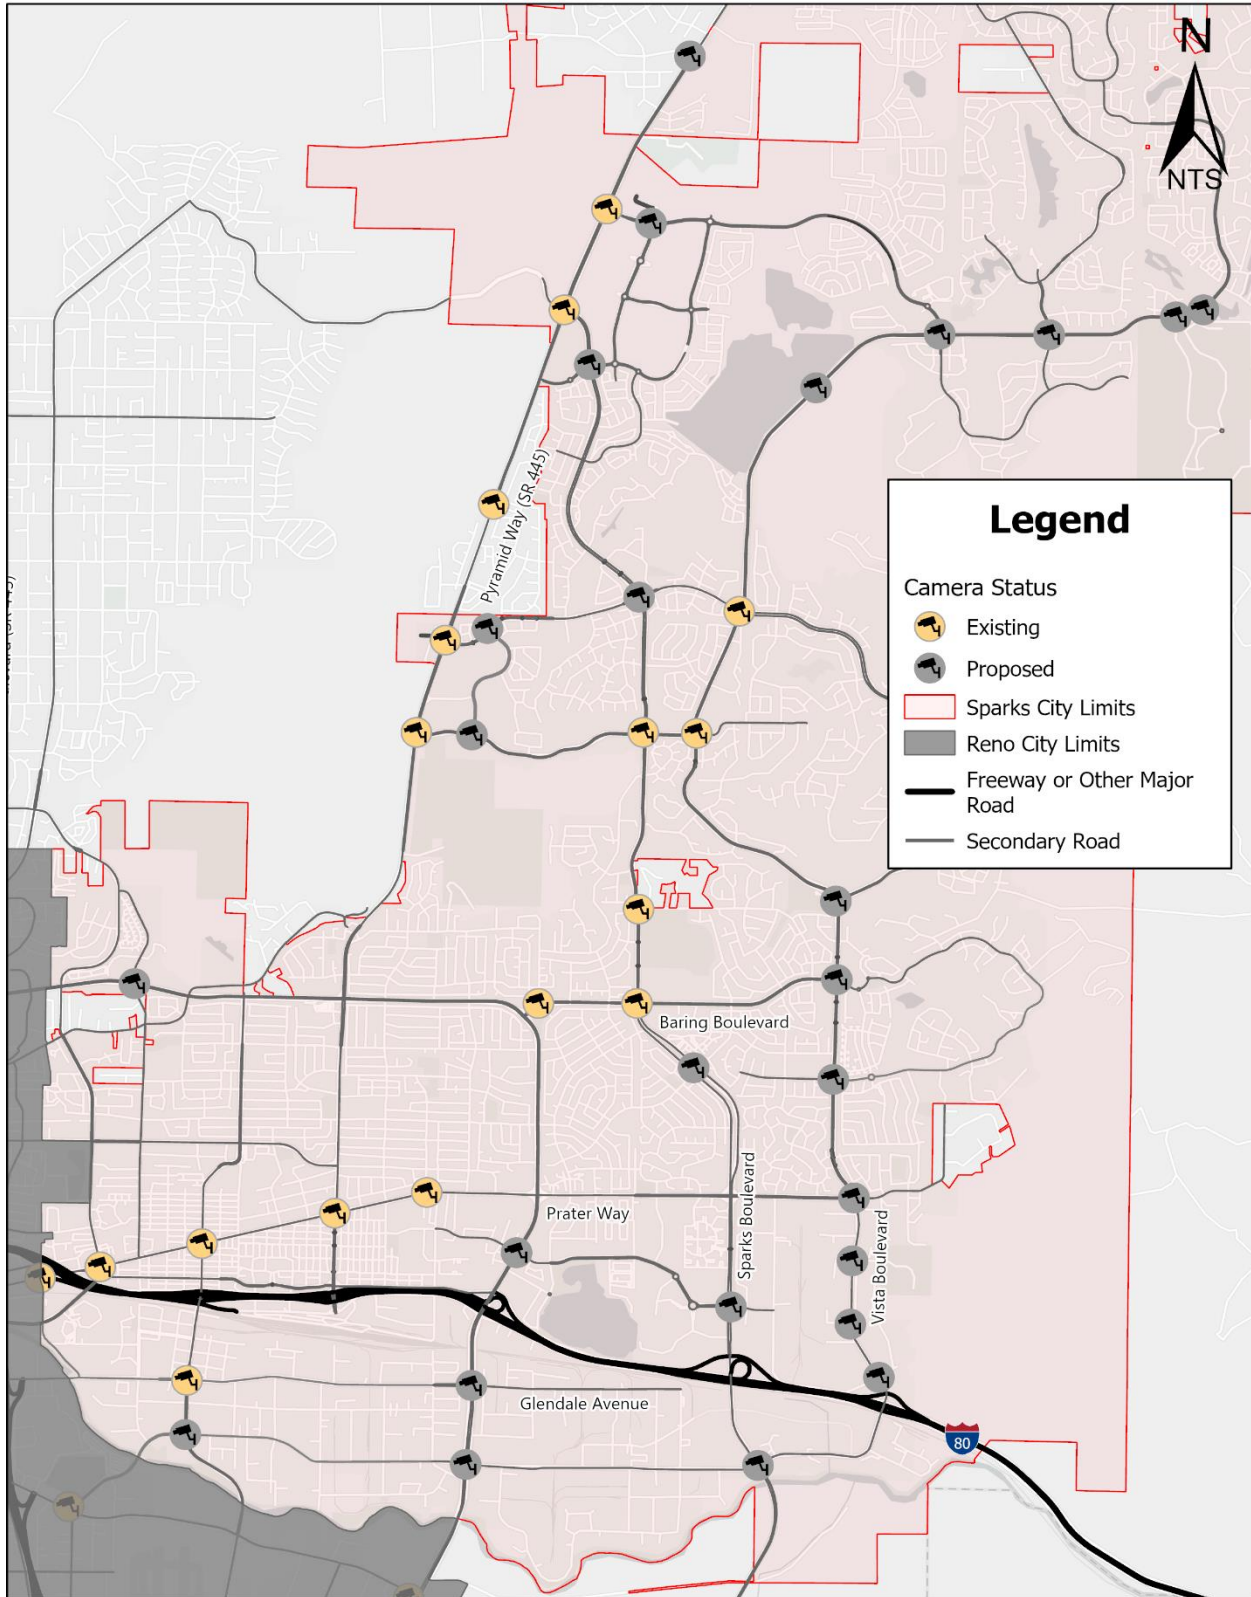 N
NTS
Pyramid Way (SR 445)
Legend
Camera Status
Existing
Proposed
Sparks City Limits
Reno City Limits
Freeway or Other Major
Road
Secondary Road
Baring Boulevard
Prater Way
Sparks Boulevard
Vista Boulevard
Glendale Avenue
80